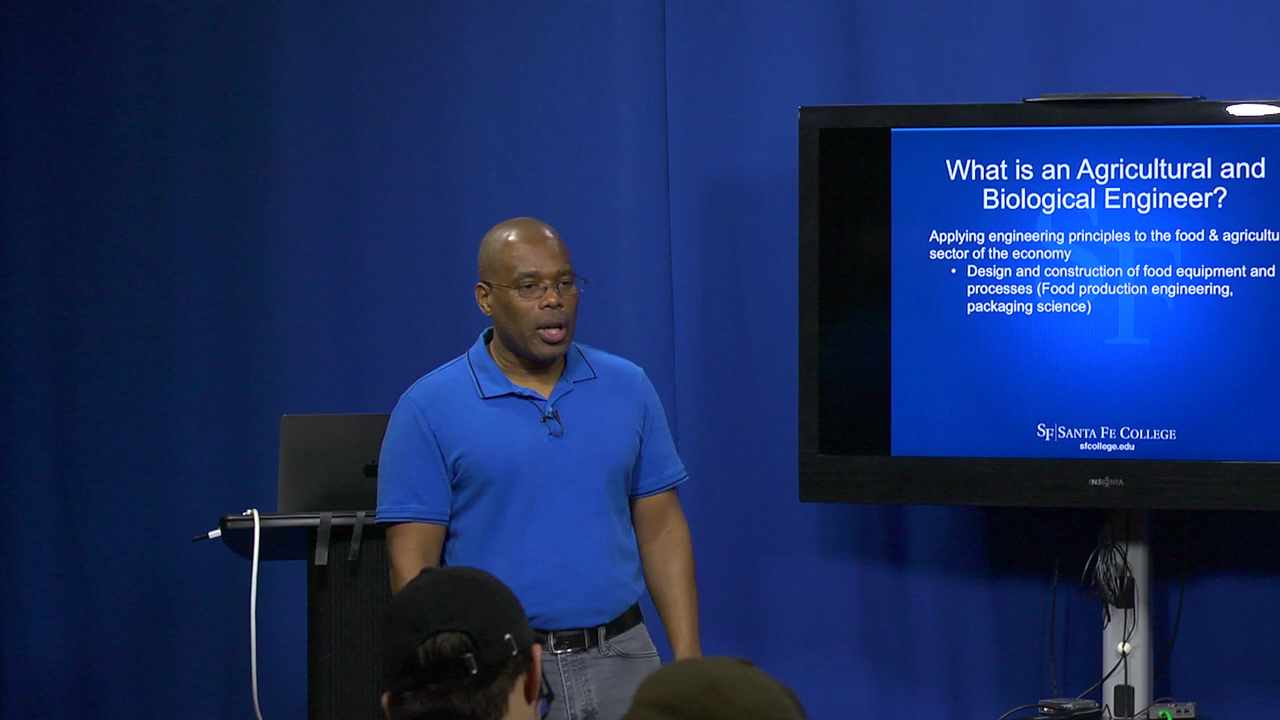 What is an Agricultural and
Biological Engineer?
Applying engineering principles to the food & agricultu
sector of the economy
• Design and construction of food equipment and
processes (Food production engineering,
packaging science)
SF SANTA FE COLLEGE
sfcollege.edu
INSIGNIA